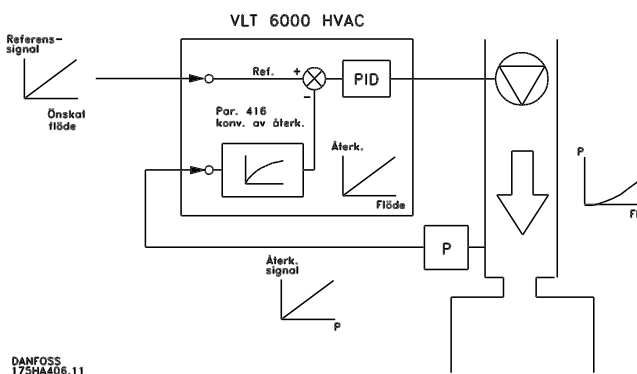 VLT 6000 HVAC
Referens-
signal
Önskat
flöde
Ref.
+
−
PID
Par. 416
konv. av återk.
Återk.
Flöde
P
Återk.
signal
P
P
DANFOSS
175HA406.11